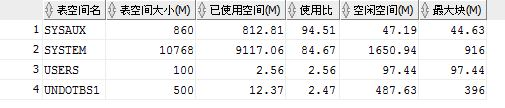 表空间名 表空间大小(M) 已使用空间(M) 使用比 空闲空间(M) 最大块(M)
1 SYSAUX 860 812.81 94.51 47.19 44.63
2 SYSTEM 10768 9117.06 84.67 1650.94 916
3 USERS 100 2.56 2.56 97.44 97.44
4 UNDOTBS1 500 12.37 2.47 487.63 396